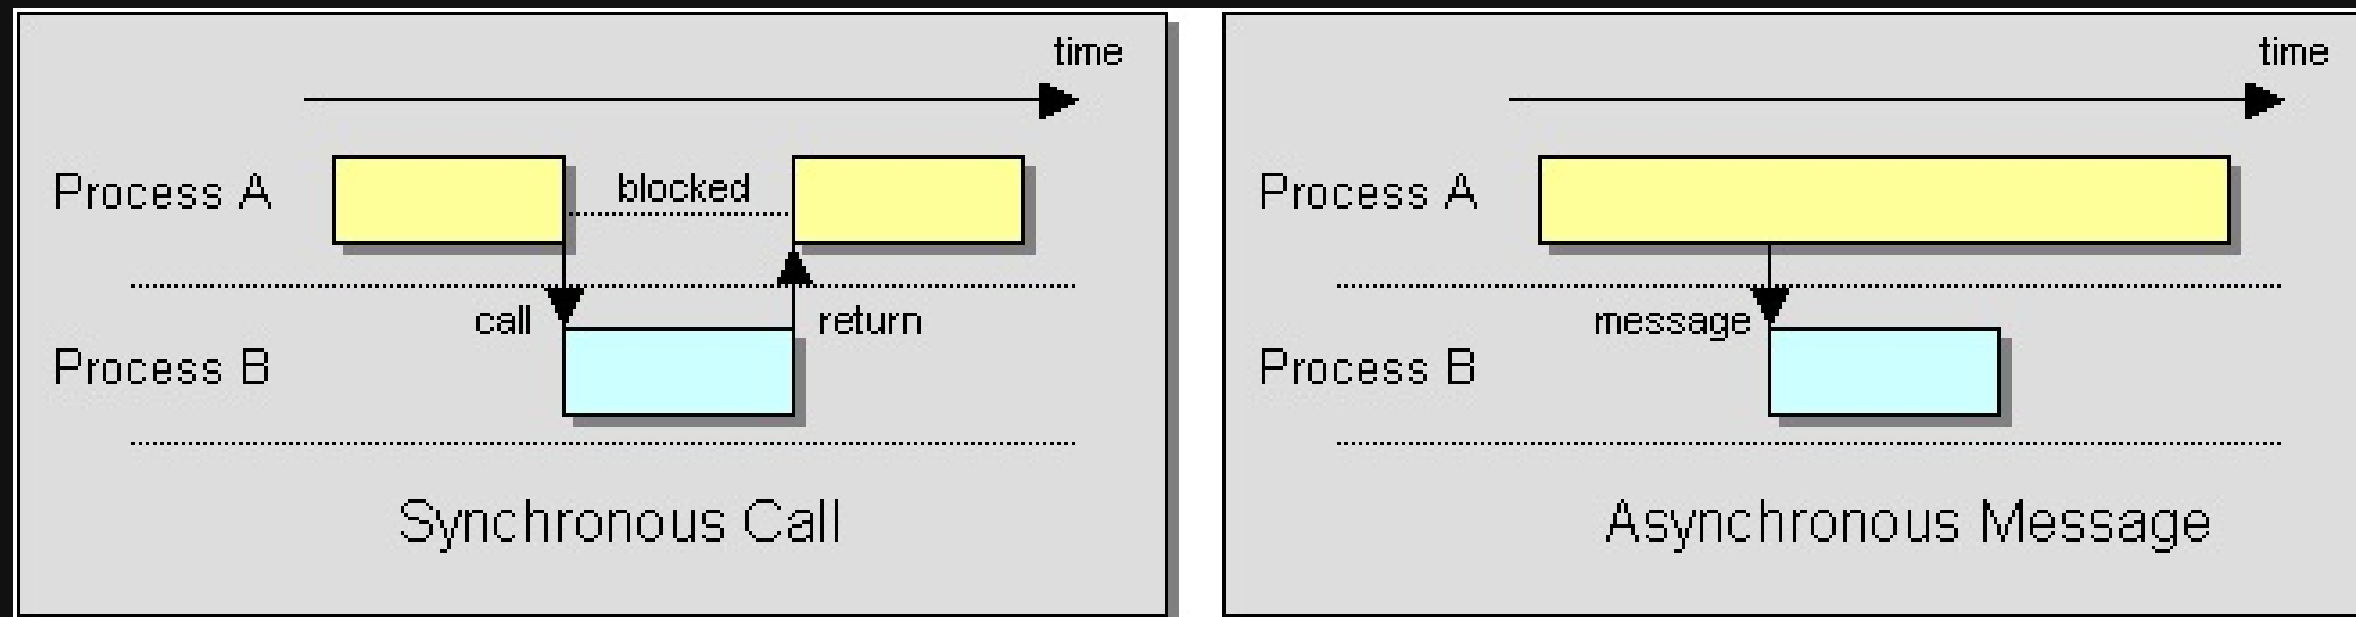 time
Process A
blocked
call
return
Process B
Synchronous Call
time
Process A
message
Process B
Asynchronous Message